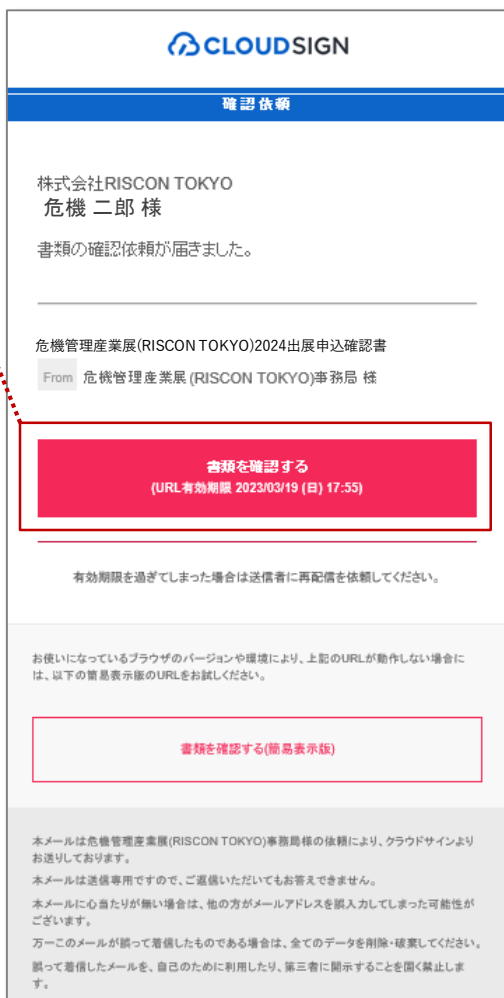 CLOUDSIGN
確認依頼
株式会社RISCON TOKYO
危機 二郎 様
書類の確認依頼が届きました。
危機管理産業展(RISCON TOKYO)2024出展申込確認書
From 危機管理産業展(RISCON TOKYO)事務局 様
書類を確認する
(URL有効期限 2023/03/19 (日) 17:55)
有効期限を過ぎてしまった場合は送信者に再配信を依頼してください。
お使いになっているブラウザのバージョンや環境により、上記のURLが動作しない場合に
は、以下の簡易表示版のURLをお試しください。
書類を確認する(簡易表示版)
本メールは危機管理産業展(RISCON TOKYO)事務局様の依頼により、クラウドサインより
お送りしております。
本メールは送信専用ですので、ご返信いただいてもお答えできません。
本メールに心当たりが無い場合は、他の方がメールアドレスを誤入力してしまった可能性が
ございます。
万一このメールが誤って着信したものである場合は、全てのデータを削除・破棄してください。
誤って着信したメールを、自己のために利用したり、第三者に開示することを固く禁止しま
す。